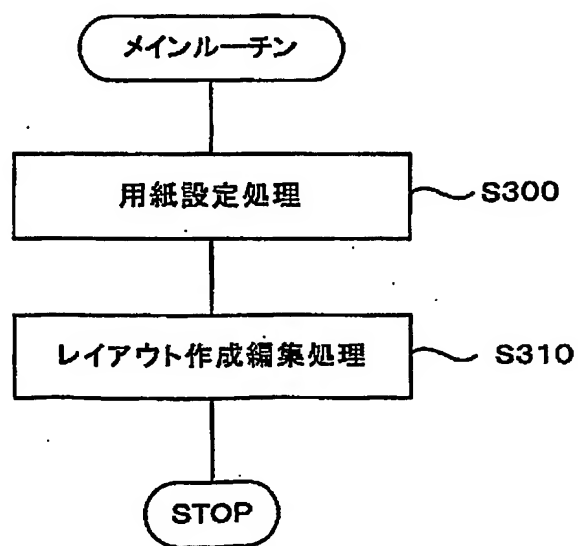 メインルーチン
用紙設定処理
S300
レイアウト作成編集処理
S310
STOP